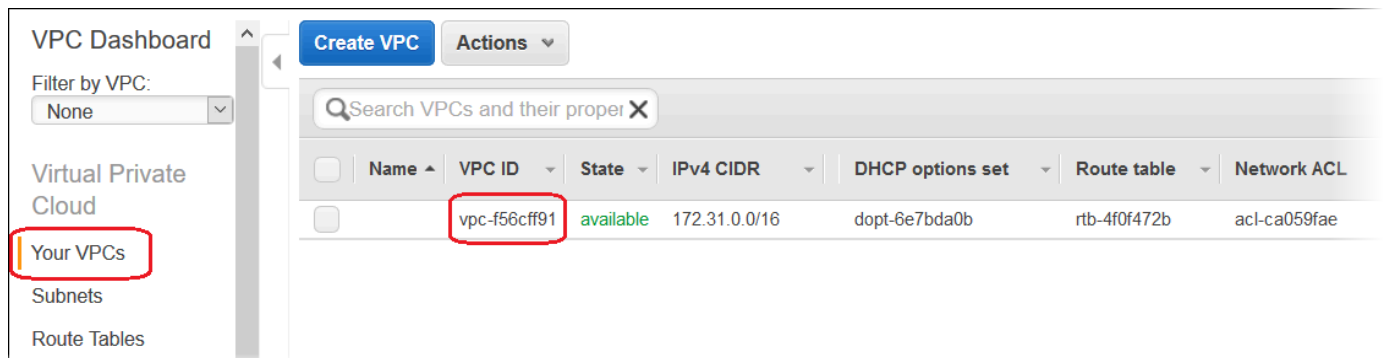 VPC Dashboard
Filter by VPC:
None
Virtual Private
Cloud
Your VPCs
Subnets
Route Tables
Create VPC Actions
Search VPCs and their proper
Name VPC ID State IPv4 CIDR DHCP options set Route table Network ACL
vpc-f56cff91 available 172.31.0.0/16 dopt-6e7bda0b rtb-4f0f472b acl-ca059fae